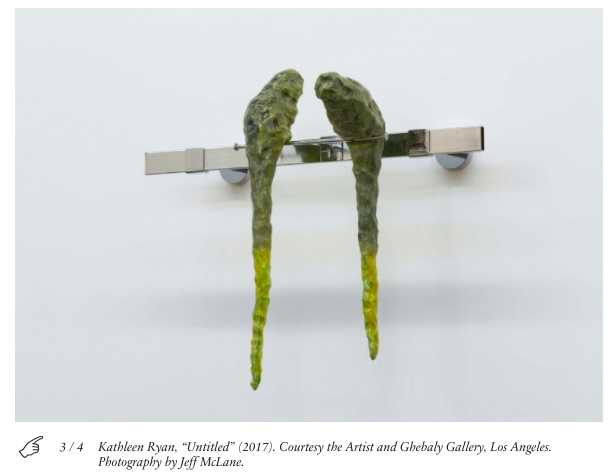 3 / 4 Kathleen Ryan, “Untitled” (2017). Courtesy the Artist and Ghebaly Gallery, Los Angeles.
Photography by Jeff McLane.